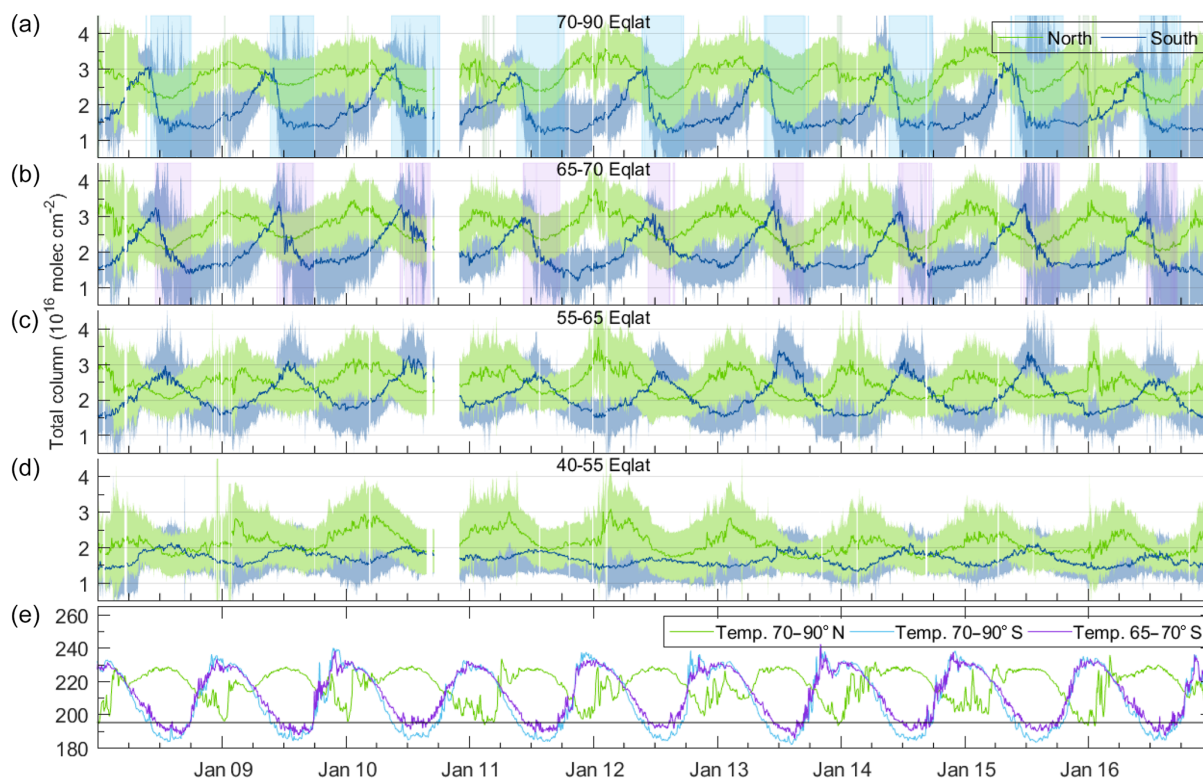 (a)
70-90 Eqlat
North South
4
3
2
1
(b)
65-70 Eqlat
4
3
2
1
(c)
55-65 Eqlat
4
3
2
1
Total column (10^16 molec cm^-2)
(d)
40-55 Eqlat
4
3
2
1
(e)
Temp. 70–90° N Temp. 70–90° S Temp. 65–70° S
260
240
220
200
180
Jan 09 Jan 10 Jan 11 Jan 12 Jan 13 Jan 14 Jan 15 Jan 16